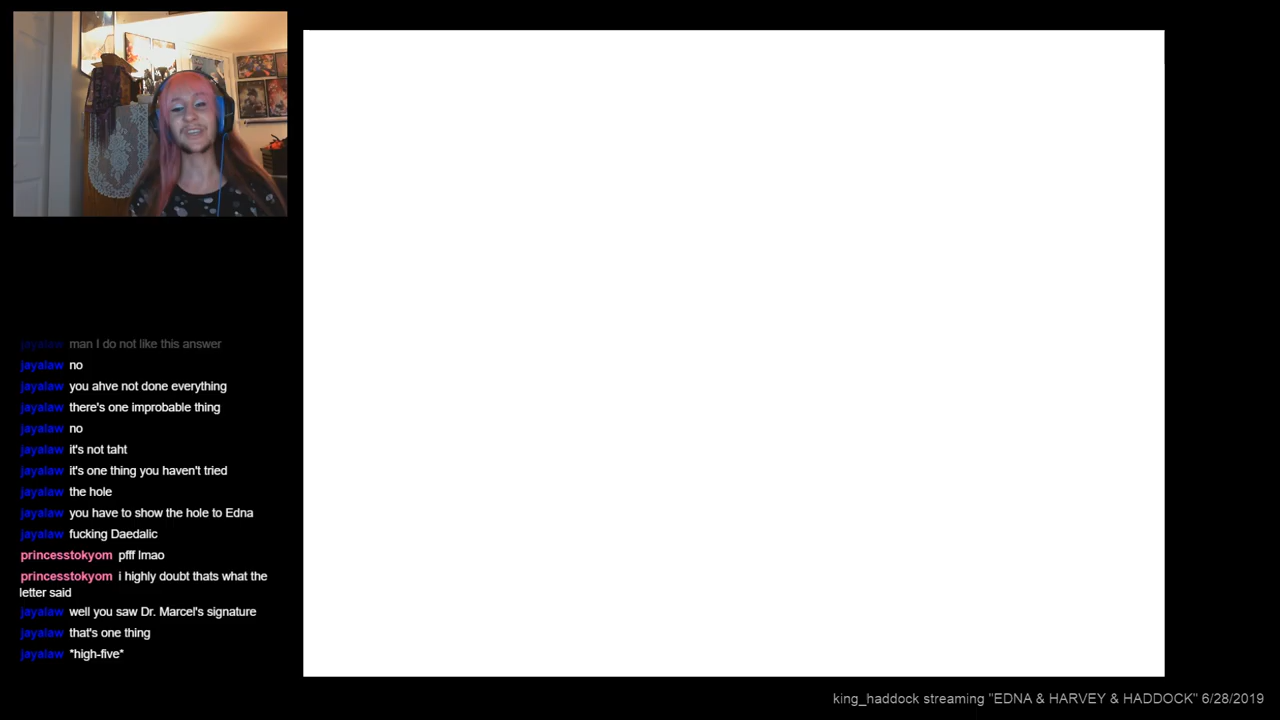 jayalaw man I do not like this answer
jayalaw no
jayalaw you ahve not done everything
jayalaw there's one improbable thing
jayalaw no
jayalaw it's not taht
jayalaw it's one thing you haven't tried
jayalaw the hole
jayalaw you have to show the hole to Edna
jayalaw fucking Daedalic
princesstokyom pfff lmao
princesstokyom i highly doubt thats what the
letter said
jayalaw well you saw Dr. Marcel's signature
jayalaw that's one thing
jayalaw *high-five*
king_haddock streaming "EDNA & HARVEY & HADDOCK" 6/28/2019